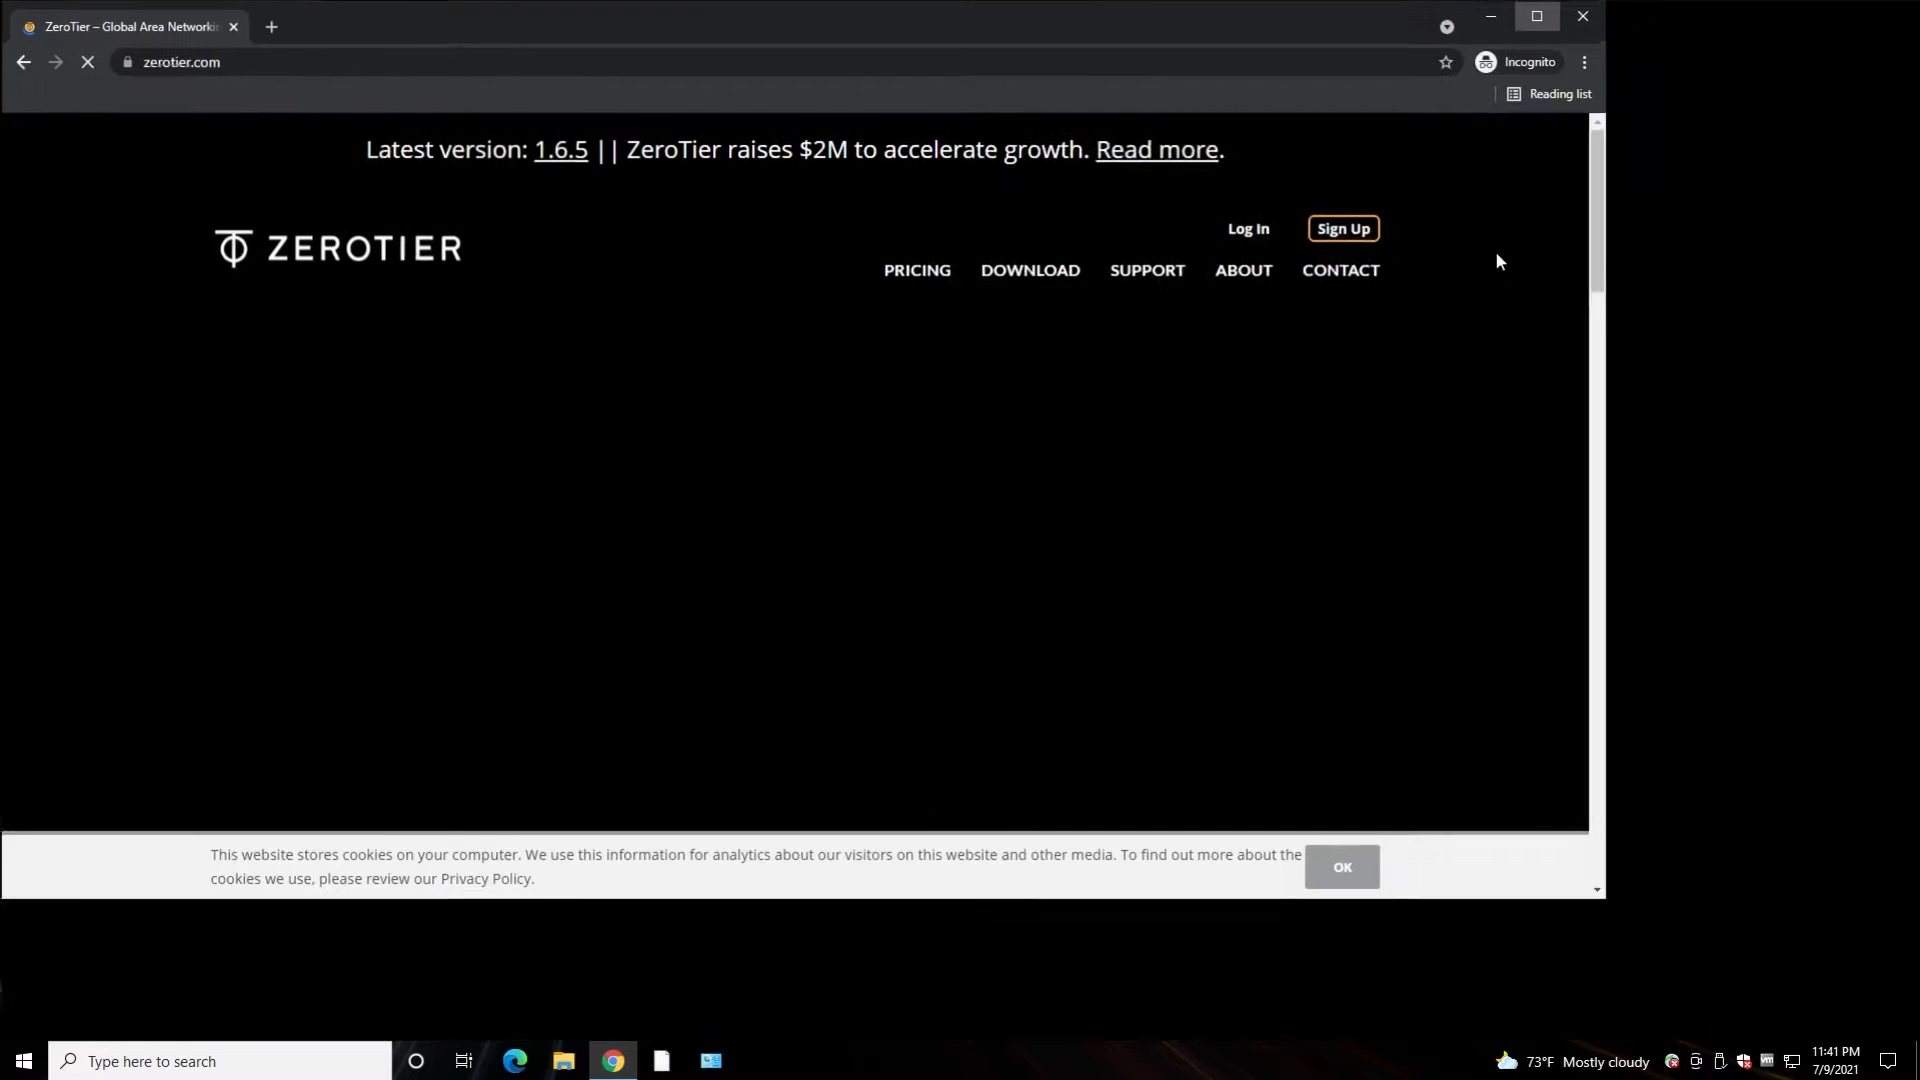 ZeroTier – Global Area Networkin
zerotier.com
Incognito
Reading list
Latest version: 1.6.5 || ZeroTier raises $2M to accelerate growth. Read more.
ZEROTIER
Log In
Sign Up
PRICING
DOWNLOAD
SUPPORT
ABOUT
CONTACT
This website stores cookies on your computer. We use this information for analytics about our visitors on this website and other media. To find out more about the
cookies we use, please review our Privacy Policy.
OK
Type here to search
73°F Mostly cloudy
vm
11:41 PM
7/9/2021